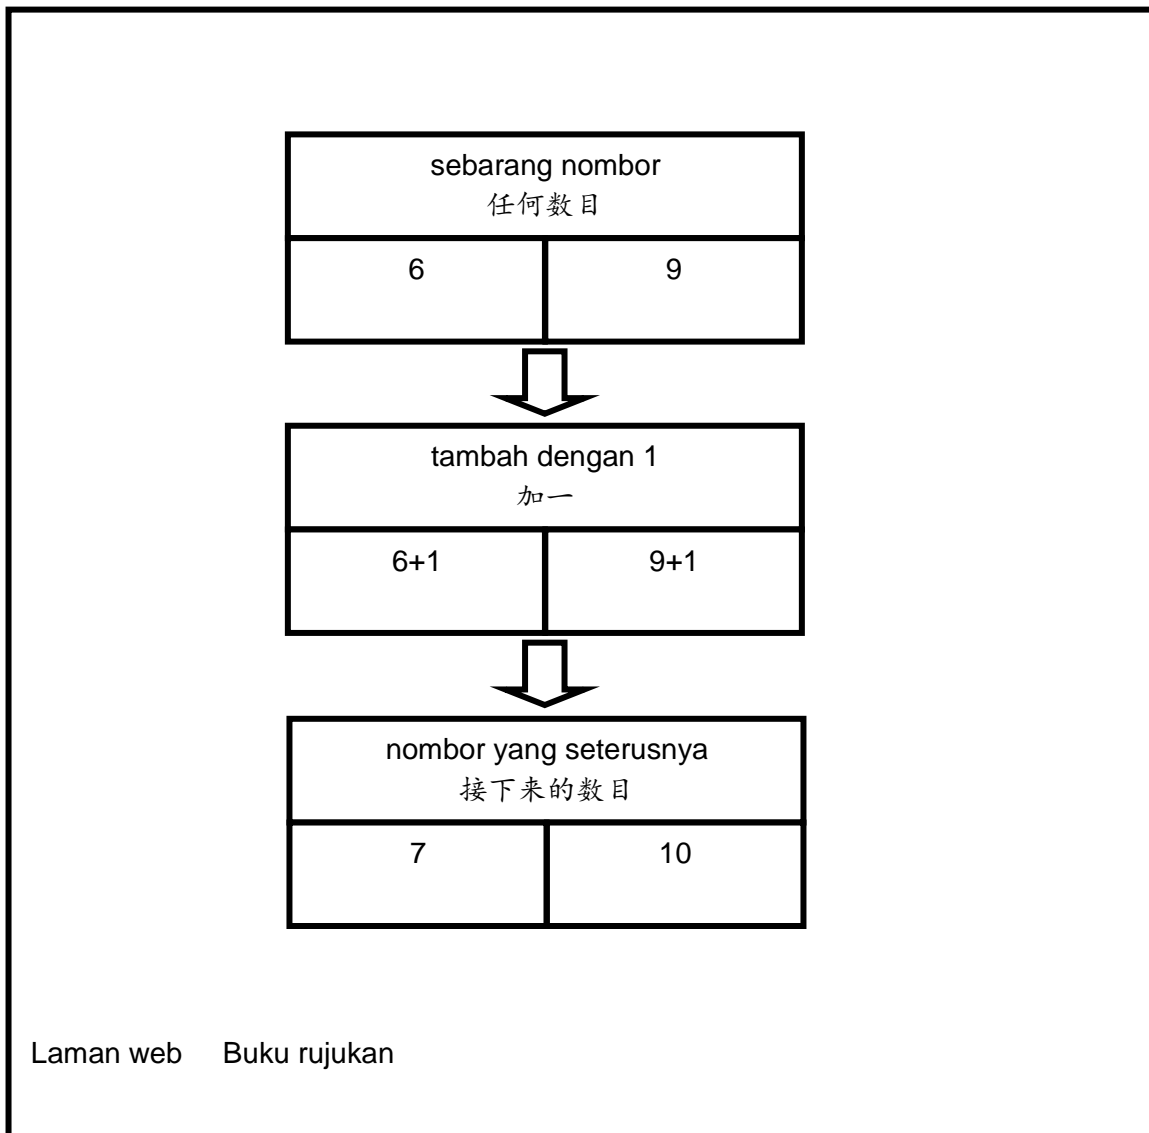 sebarang nombor
任何数目
6 9
tambah dengan 1
加一
6+1 9+1
nombor yang seterusnya
接下来的数目
7 10
Laman web Buku rujukan